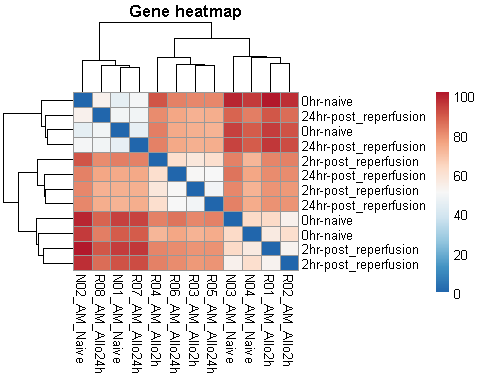 Gene heatmap
0hr-naive
24hr-post_reperfusion
0hr-naive
24hr-post_reperfusion
2hr-post_reperfusion
24hr-post_reperfusion
2hr-post_reperfusion
24hr-post_reperfusion
0hr-naive
0hr-naive
2hr-post_reperfusion
2hr-post_reperfusion
100
80
60
40
20
0
N02_AM_Naive
R08_AM_Allo24h
N01_AM_Naive
R07_AM_Allo24h
R04_AM_Allo2h
R06_AM_Allo24h
R03_AM_Allo2h
R05_AM_Allo24h
N03_AM_Naive
N04_AM_Naive
R01_AM_Allo2h
R02_AM_Allo2h